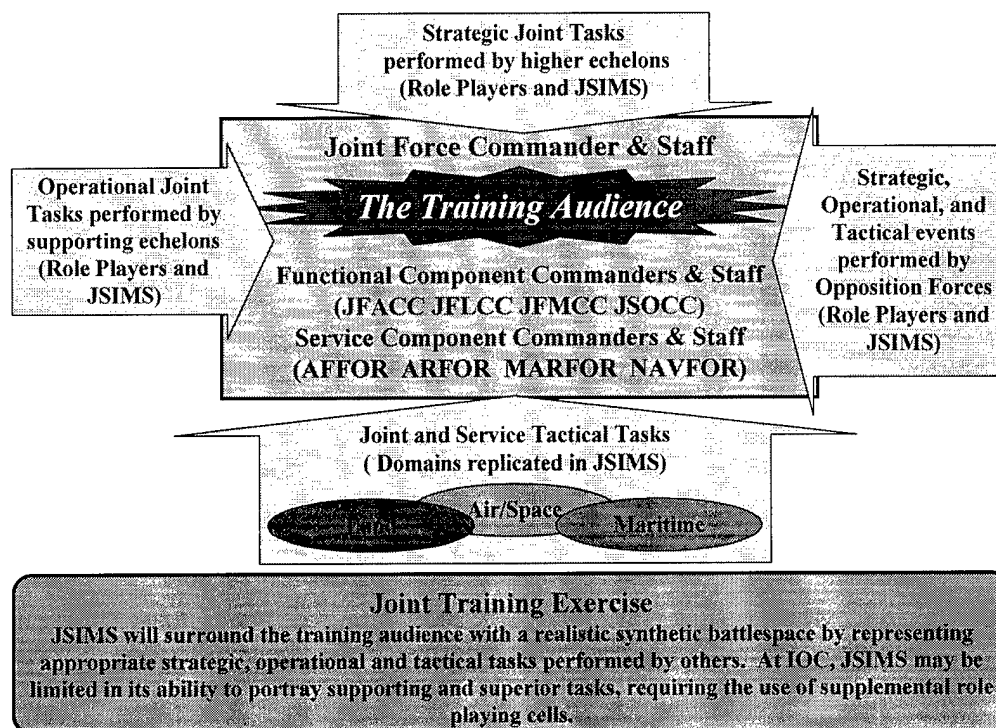 Strategic Joint Tasks
performed by higher echelons
(Role Players and JSIMS)
Joint Force Commander & Staff
Operational Joint
Tasks performed by
supporting echelons
(Role Players and
JSIMS)
The Training Audience
Functional Component Commanders & Staff
(JFACC JFLCC JFMCC JSOCC)
Service Component Commanders & Staff
(AFFOR ARFOR MARFOR NAVFOR)
Strategic,
Operational, and
Tactical events
performed by
Opposition Forces
(Role Players and
JSIMS)
Joint and Service Tactical Tasks
( Domains replicated in JSIMS)
Land
Air/Space
Maritime
Joint Training Exercise
JSIMS will surround the training audience with a realistic synthetic battlespace by representing
appropriate strategic, operational and tactical tasks performed by others. At IOC, JSIMS may be
limited in its ability to portray supporting and superior tasks, requiring the use of supplemental role
playing cells.